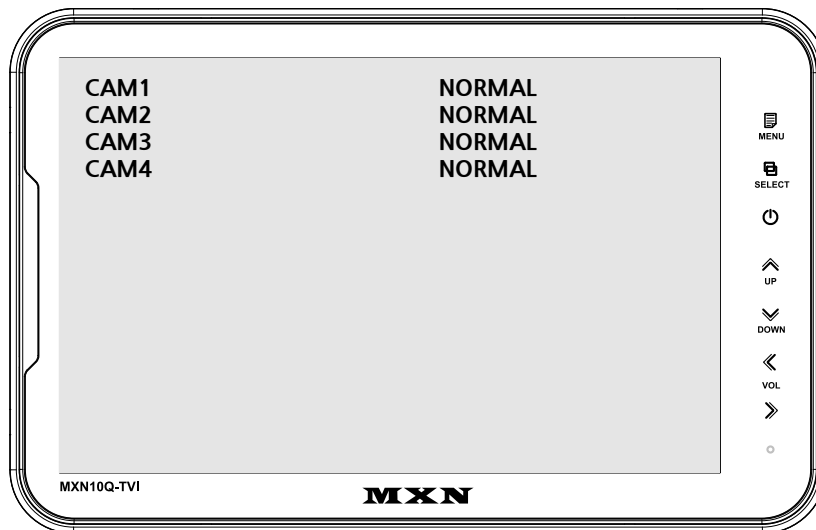 CAM1 NORMAL
CAM2 NORMAL
CAM3 NORMAL
CAM4 NORMAL
MENU
SELECT
UP
DOWN
VOL
MXN10Q-TVI
MXN